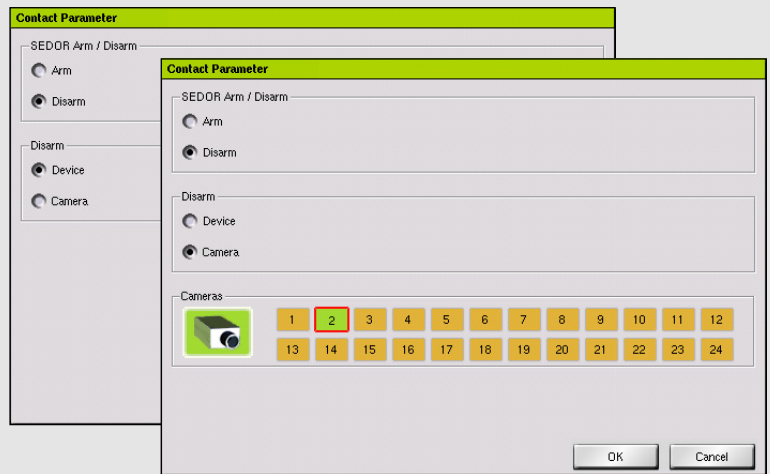 Contact Parameter
SEDOR Arm / Disarm
Arm
Disarm
Disarm
Device
Camera
Contact Parameter
SEDOR Arm / Disarm
Arm
Disarm
Disarm
Device
Camera
Cameras
1 2 3 4 5 6 7 8 9 10 11 12
13 14 15 16 17 18 19 20 21 22 23 24
OK Cancel